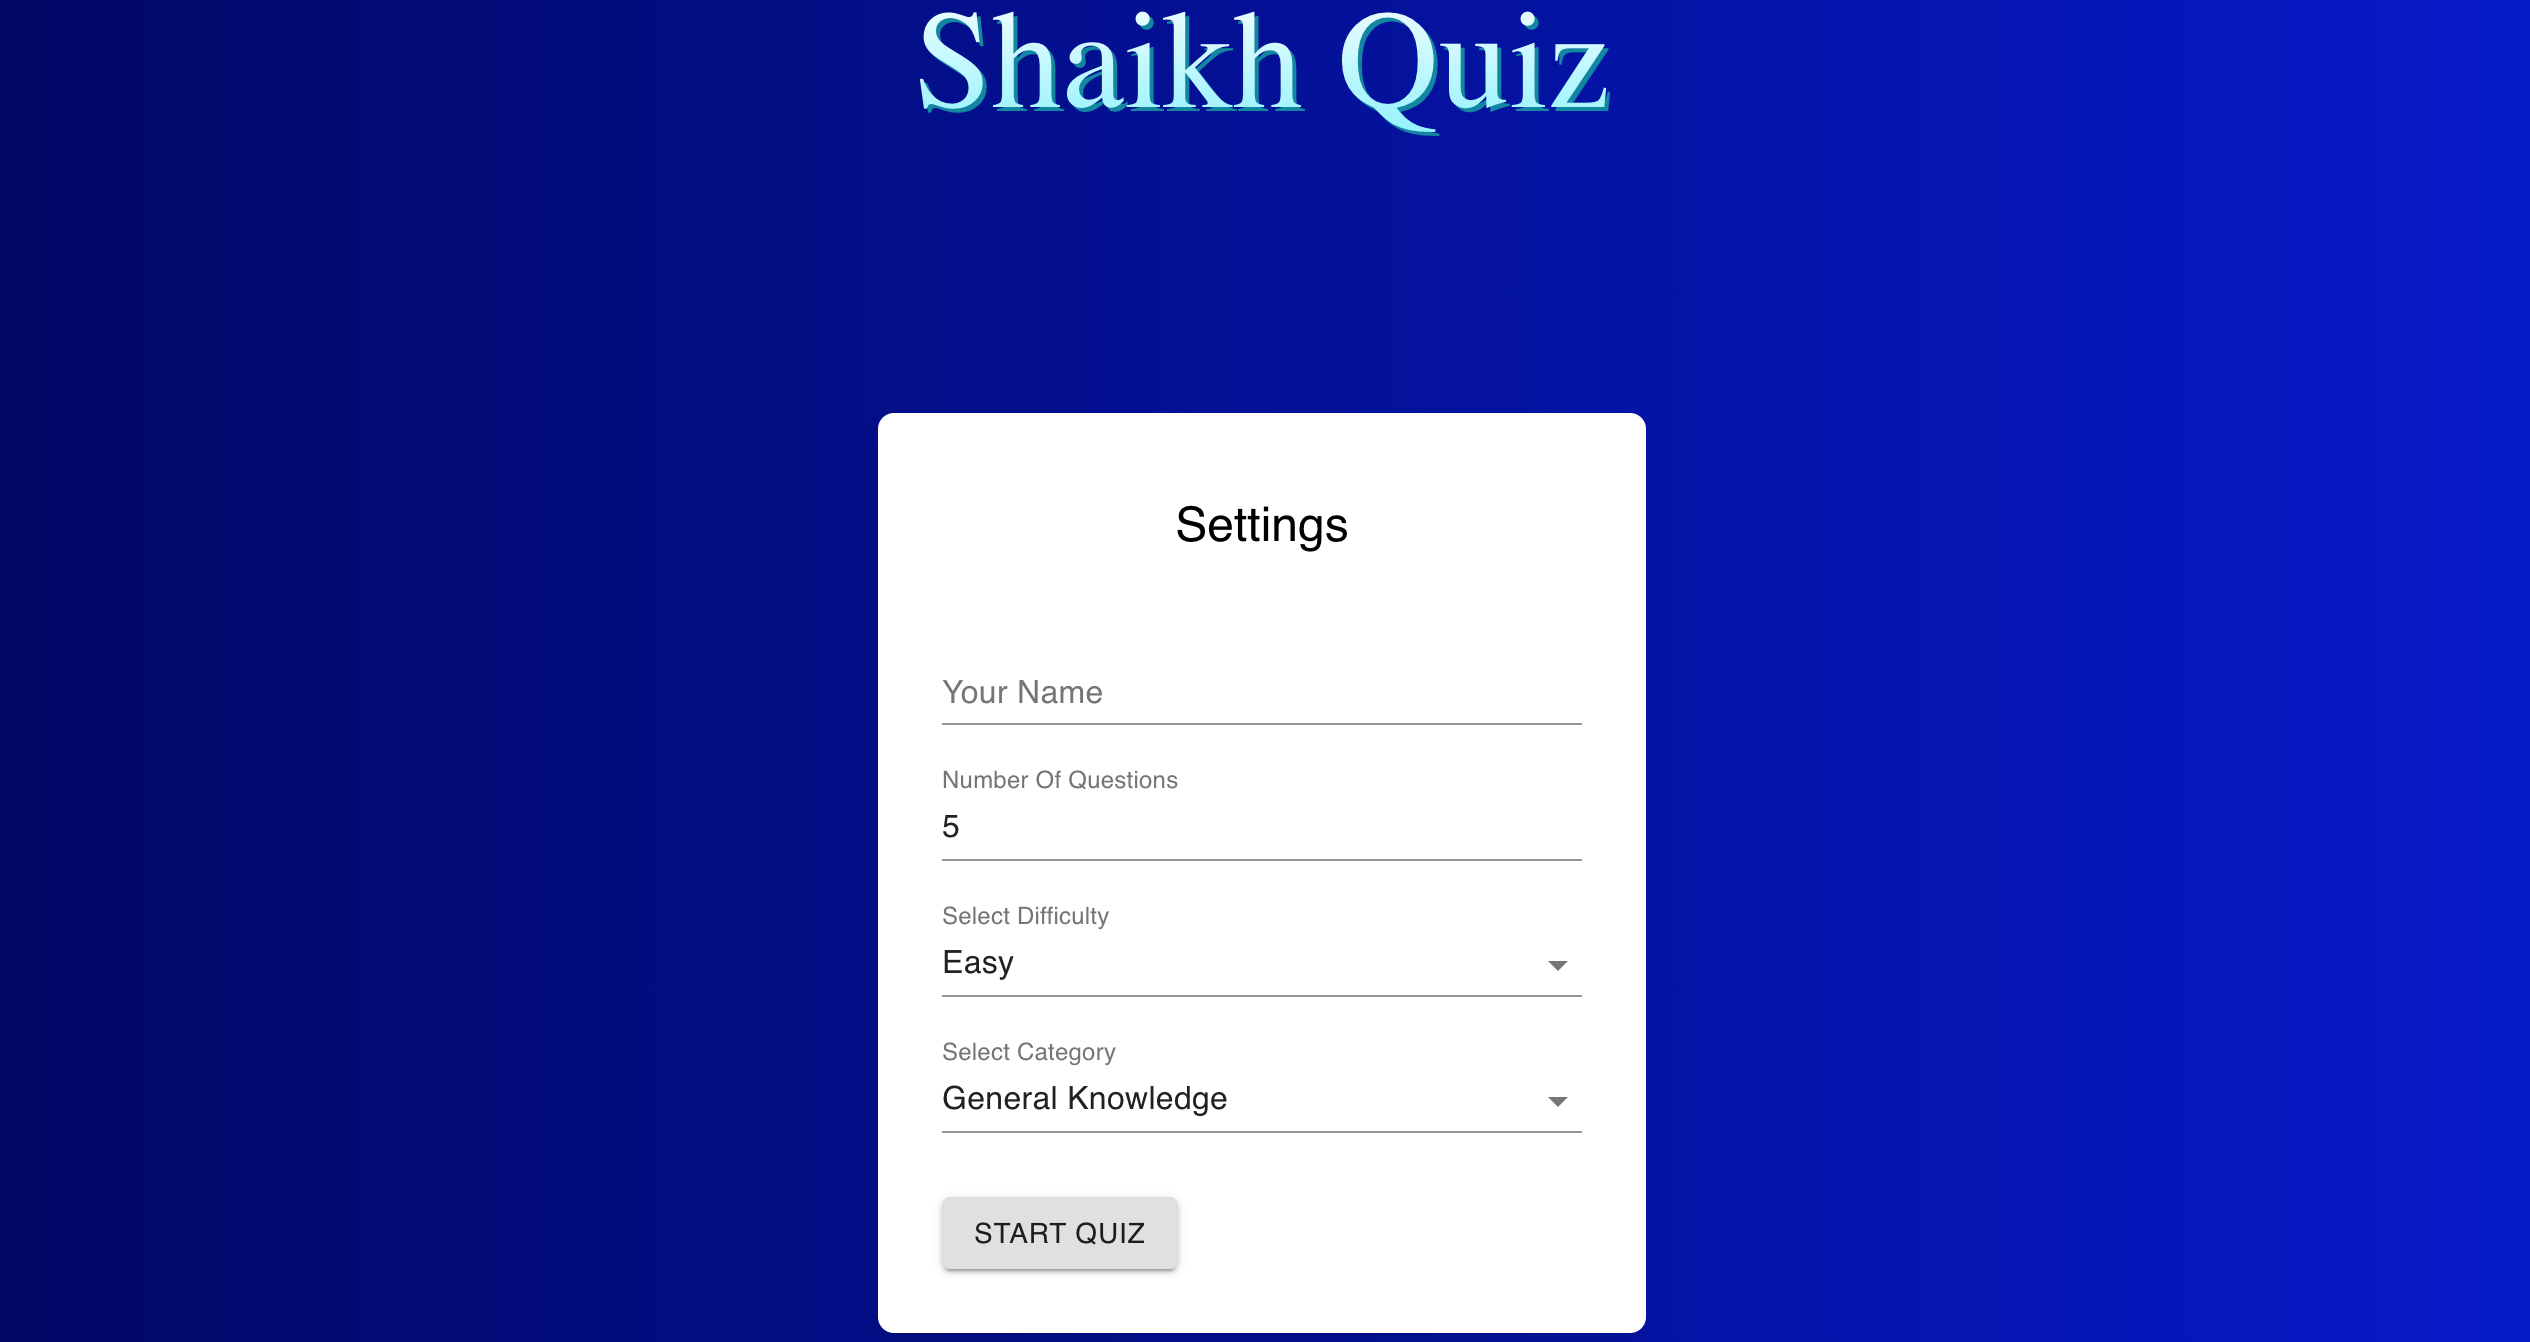 Shaikh Quiz
Settings
Your Name
Number Of Questions
5
Select Difficulty
Easy
Select Category
General Knowledge
START QUIZ